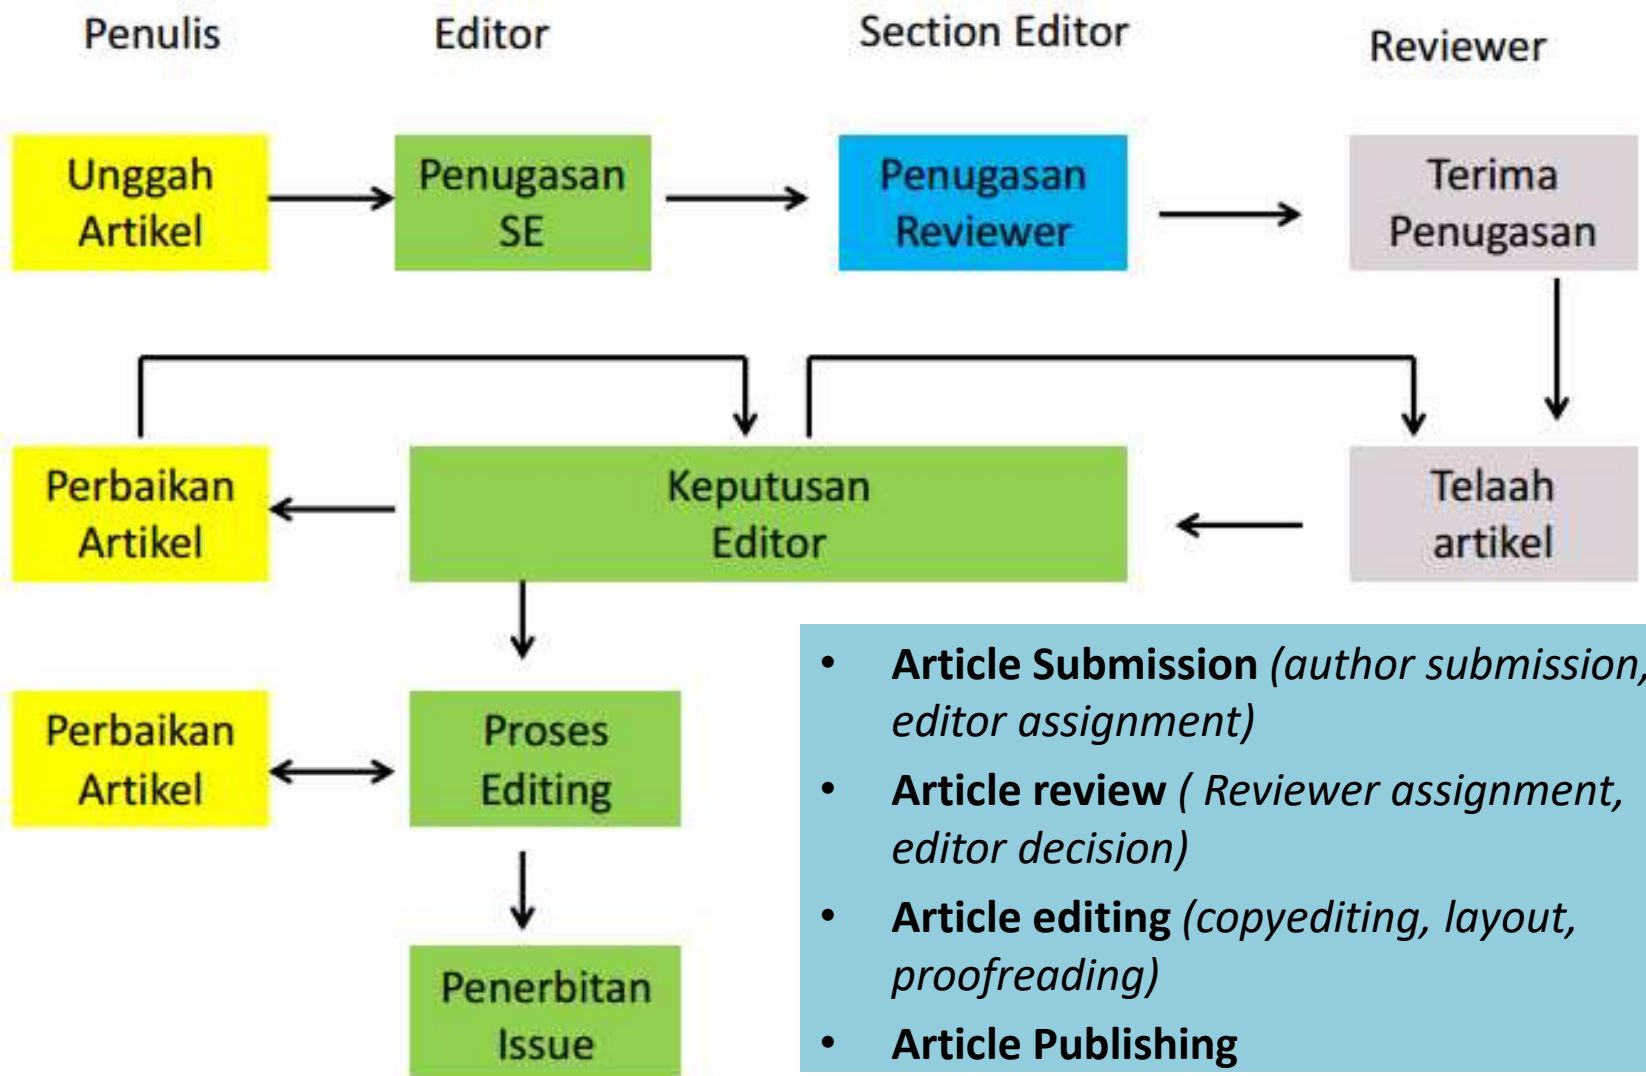 Penulis
Editor
Section Editor
Reviewer
Unggah
Artikel
Penugasan
SE
Penugasan
Reviewer
Terima
Penugasan
Perbaikan
Artikel
Keputusan
Editor
Telaah
artikel
Perbaikan
Artikel
Proses
Editing
Penerbitan
Issue
• Article Submission (author submission,
editor assignment)
• Article review ( Reviewer assignment,
editor decision)
• Article editing (copyediting, layout,
proofreading)
• Article Publishing